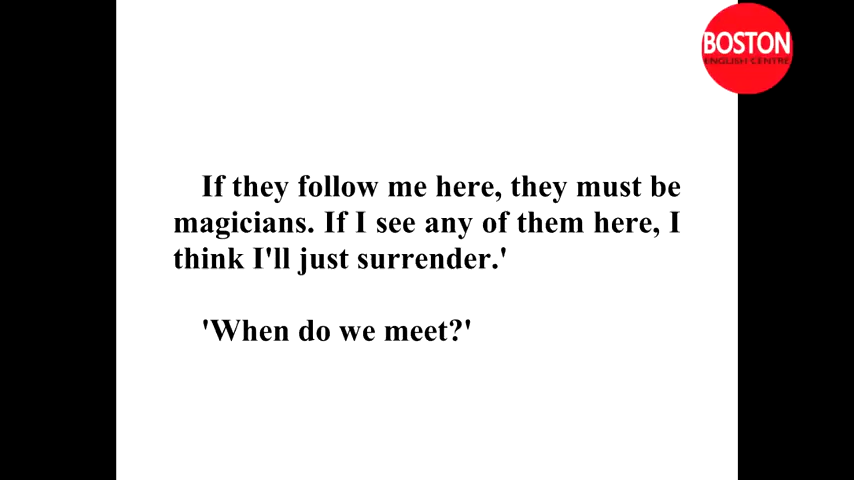 BOSTON
ENGLISH CENTRE
If they follow me here, they must be
magicians. If I see any of them here, I
think I'll just surrender.'
'When do we meet?'